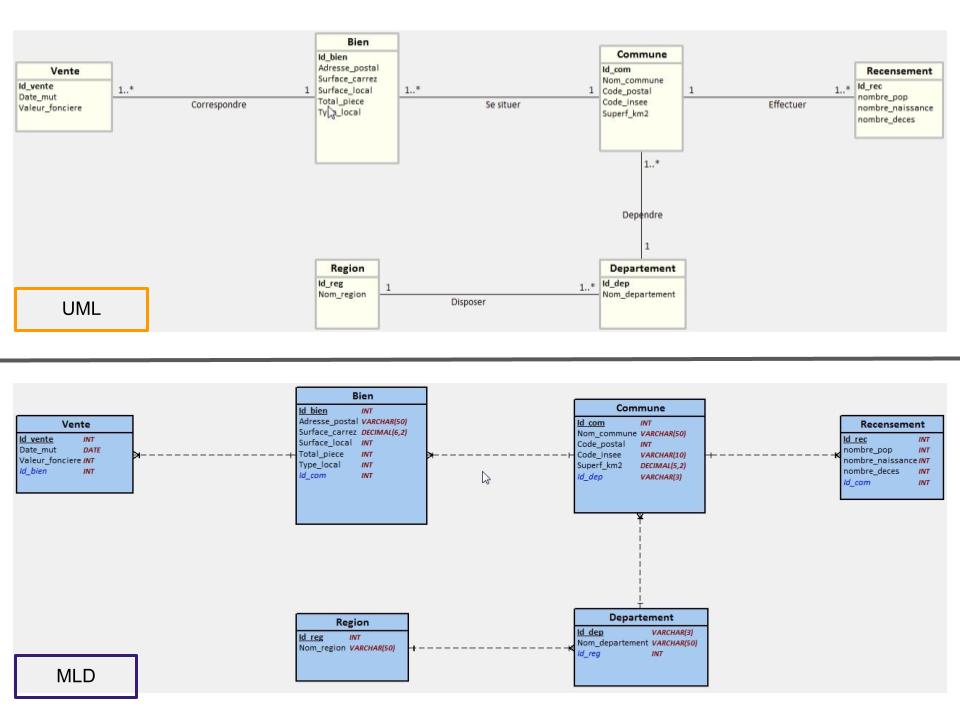 Vente
Id_vente
Date_mut
Valeur_fonciere
1..*
Correspondre
1
Bien
Id_bien
Adresse_postal
Surface_carrez
Surface_local
Total_piece
1..*
Se situer
1
Commune
Id_com
Nom_commune
Code_postal
Code_insee
Superf_km2
1
Effectuer
1..*
Recensement
Id_rec
nombre_pop
nombre_naissance
nombre_deces
1..*
Dependre
1
Region
Id_reg
Nom_region
1
Disposer
1..*
Departement
Id_dep
Nom_departement
UML
Vente
Id_vente INT
Date_mut DATE
Valeur_fonciere INT
Id_bien INT
Bien
Id_bien INT
Adresse_postal VARCHAR(50)
Surface_carrez DECIMAL(6,2)
Surface_local INT
Total_piece INT
Type_local INT
Id_com INT
Commune
Id_com INT
Nom_commune VARCHAR(50)
Code_postal INT
Code_insee VARCHAR(10)
Superf_km2 DECIMAL(5,2)
Id_dep VARCHAR(3)
Recensement
Id_rec INT
nombre_pop INT
nombre_naissance INT
nombre_deces INT
Id_com INT
Region
Id_reg INT
Nom_region VARCHAR(50)
Departement
Id_dep VARCHAR(3)
Nom_departement VARCHAR(50)
Id_reg INT
MLD